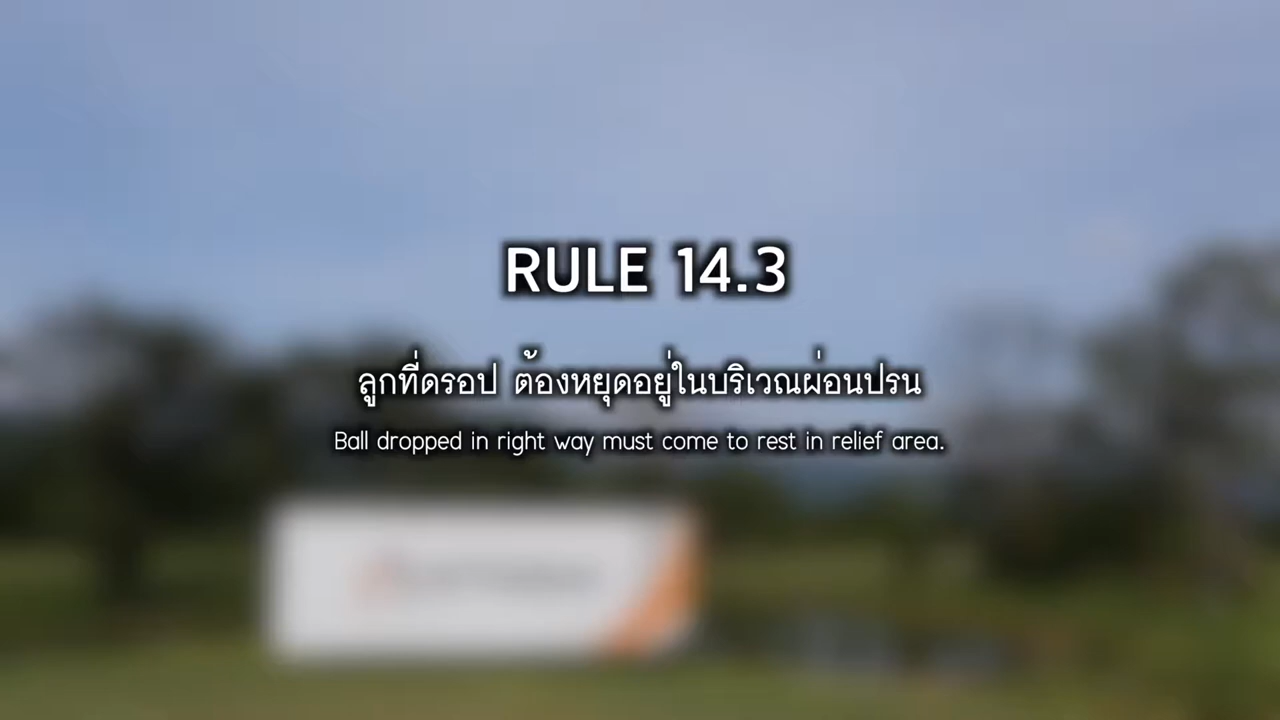 RULE 14.3
ลูกที่ดรอป ต้องหยุดอยู่ในบริเวณผ่อนปรน
Ball dropped in right way must come to rest in relief area.